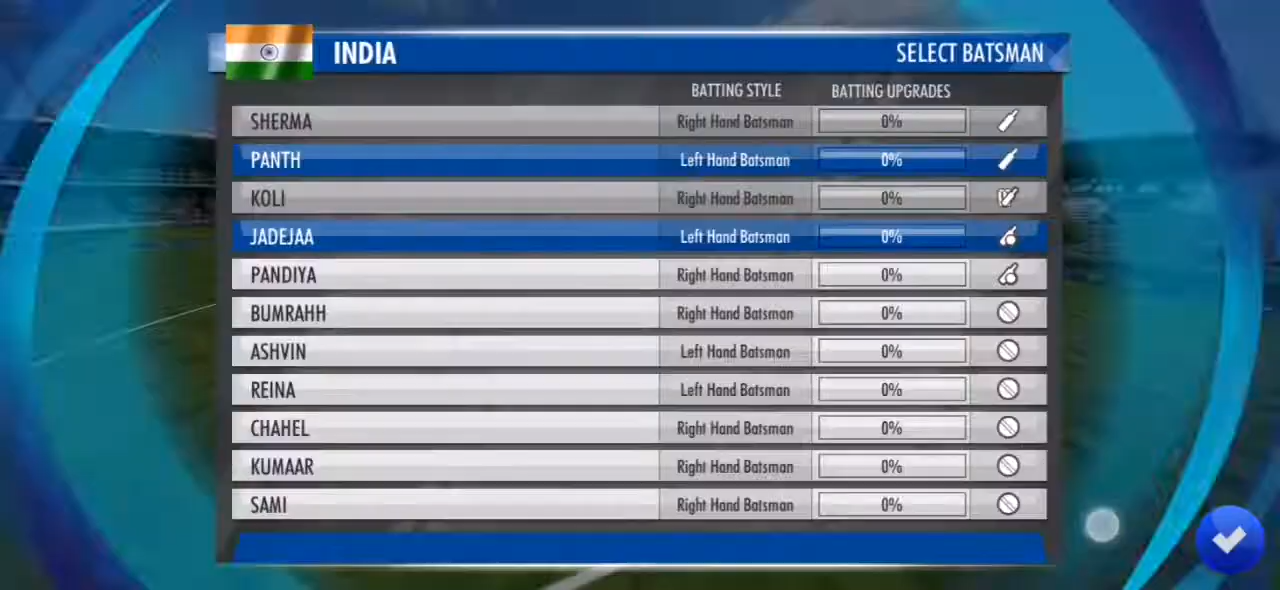 INDIA SELECT BATSMAN
BATTING STYLE BATTING UPGRADES
SHERMA Right Hand Batsman 0%
PANTH Left Hand Batsman 0%
KOLI Right Hand Batsman 0%
JADEJAA Left Hand Batsman 0%
PANDIYA Right Hand Batsman 0%
BUMRAHH Right Hand Batsman 0%
ASHVIN Left Hand Batsman 0%
REINA Left Hand Batsman 0%
CHAHEL Right Hand Batsman 0%
KUMAAR Right Hand Batsman 0%
SAMI Right Hand Batsman 0%